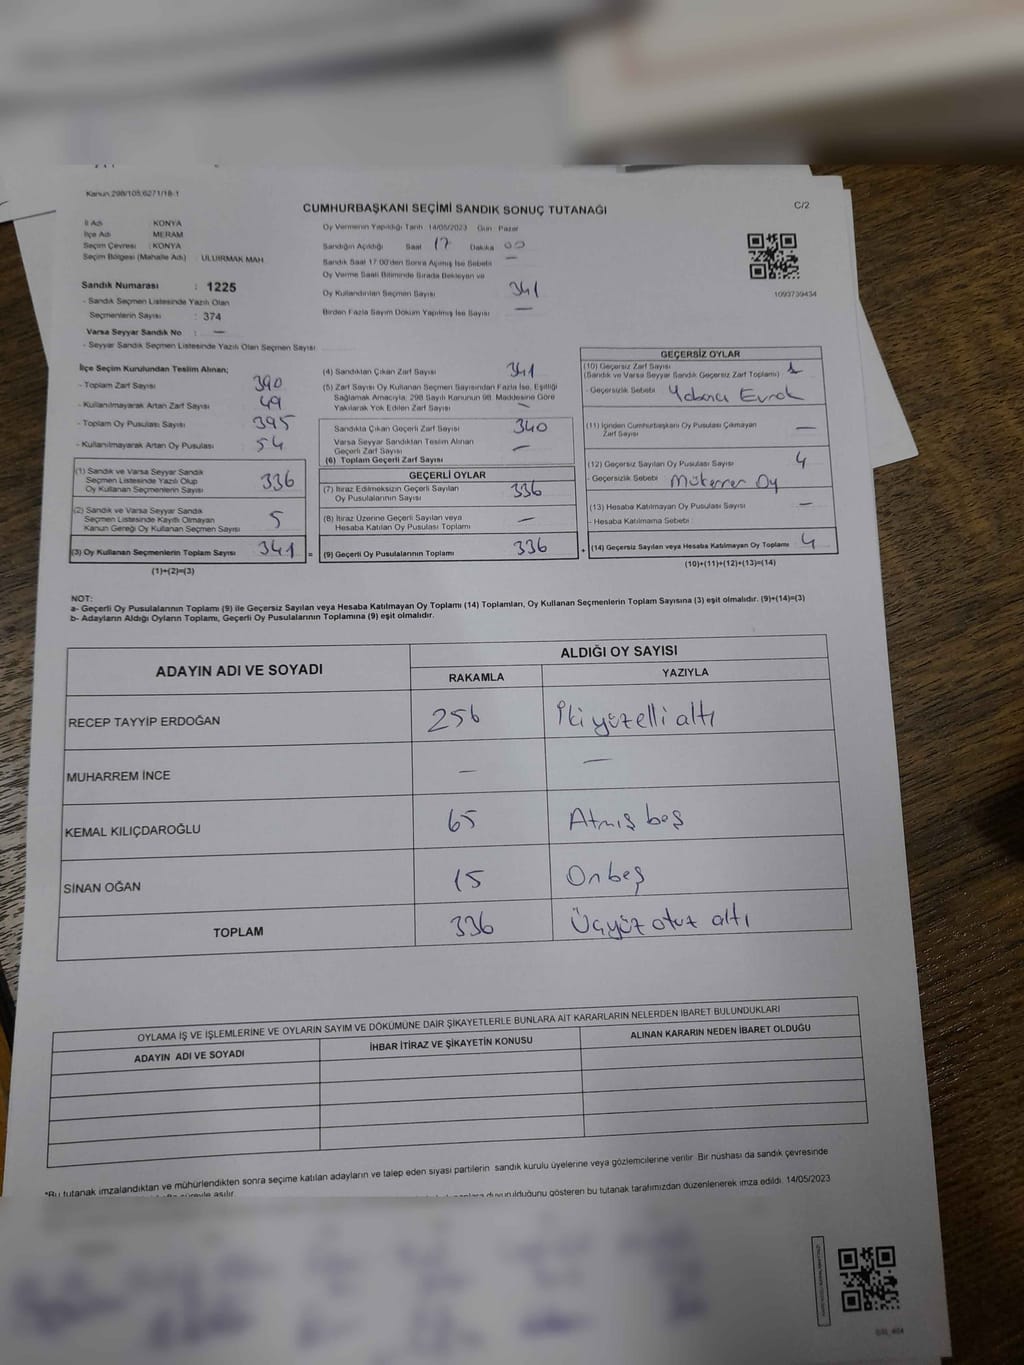 Kanun 298/105,6271/18-1
C/2
CUMHURBAŞKANI SEÇİMİ SANDIK SONUÇ TUTANAĞI
İl Adı : KONYA
İlçe Adı : MERAM
Seçim Çevresi : KONYA
Seçim Bölgesi (Mahalle Adı) : ULUIRMAK MAH.
Sandık Numarası : 1225
- Sandık Seçmen Listesinde Yazılı Olan
Seçmenlerin Sayısı : 374
Varsa Seyyar Sandık No : —
- Seyyar Sandık Seçmen Listesinde Yazılı Olan Seçmen Sayısı
Oy Vermenin Yapıldığı Tarih 14/05/2023 Gün Pazar
Sandığın Açıldığı Saat 17 Dakika 00
Sandık Saat 17:00'den Sonra Açılmış İse Sebebi —
Oy Verme Saati Bitiminde Sırada Bekleyen ve
Oy Kullandırılan Seçmen Sayısı 341
Birden Fazla Sayım Döküm Yapılmış İse Sayısı —
1093739434
İlçe Seçim Kurulundan Teslim Alınan;
- Toplam Zarf Sayısı 390
- Kullanılmayarak Artan Zarf Sayısı 49
- Toplam Oy Pusulası Sayısı 395
- Kullanılmayarak Artan Oy Pusulası 54
(1) Sandık ve Varsa Seyyar Sandık
Seçmen Listesinde Yazılı Olup
Oy Kullanan Seçmenlerin Sayısı 336
(2) Sandık ve Varsa Seyyar Sandık
Seçmen Listesinde Kayıtlı Olmayan
Kanun Gereği Oy Kullanan Seçmen Sayısı 5
(3) Oy Kullanan Seçmenlerin Toplam Sayısı 341 =
(1)+(2)=(3)
(4) Sandıktan Çıkan Zarf Sayısı 341
(5) Zarf Sayısı Oy Kullanan Seçmen Sayısından Fazla İse, Eşitliği
Sağlamak Amacıyla, 298 Sayılı Kanunun 98. Maddesine Göre
Yakılarak Yok Edilen Zarf Sayısı —
Sandıkta Çıkan Geçerli Zarf Sayısı 340
Varsa Seyyar Sandıktan Teslim Alınan
Geçerli Zarf Sayısı —
(6) Toplam Geçerli Zarf Sayısı
GEÇERLİ OYLAR
(7) İtiraz Edilmeksizin Geçerli Sayılan
Oy Pusulalarının Sayısı 336
(8) İtiraz Üzerine Geçerli Sayılan veya
Hesaba Katılan Oy Pusulası Toplamı —
(9) Geçerli Oy Pusulalarının Toplamı 336 +
GEÇERSİZ OYLAR
(10) Geçersiz Zarf Sayısı
(Sandık ve Varsa Seyyar Sandık Geçersiz Zarf Toplamı) 1
- Geçersizlik Sebebi Yabancı Evrak
(11) İçinden Cumhurbaşkanı Oy Pusulası Çıkmayan
Zarf Sayısı —
(12) Geçersiz Sayılan Oy Pusulası Sayısı 4
- Geçersizlik Sebebi Mükerrer Oy
(13) Hesaba Katılmayan Oy Pusulası Sayısı —
- Hesaba Katılmama Sebebi
(14) Geçersiz Sayılan veya Hesaba Katılmayan Oy Toplamı 4
(10)+(11)+(12)+(13)=(14)
NOT:
a- Geçerli Oy Pusulalarının Toplamı (9) ile Geçersiz Sayılan veya Hesaba Katılmayan Oy Toplamı (14) Toplamları, Oy Kullanan Seçmenlerin Toplam Sayısına (3) eşit olmalıdır. (9)+(14)=(3)
b- Adayların Aldığı Oyların Toplamı, Geçerli Oy Pusulalarının Toplamına (9) eşit olmalıdır.
ADAYIN ADI VE SOYADI ALDIĞI OY SAYISI
RAKAMLA YAZIYLA
RECEP TAYYİP ERDOĞAN 256 İki yüzelli altı
MUHARREM İNCE — —
KEMAL KILIÇDAROĞLU 65 Atmış beş
SİNAN OĞAN 15 Onbeş
TOPLAM 336 Üçyüz otuz altı
OYLAMA İŞ VE İŞLEMLERİNE VE OYLARIN SAYIM VE DÖKÜMÜNE DAİR ŞİKAYETLERLE BUNLARA AİT KARARLARIN NELERDEN İBARET BULUNDUKLARI
ADAYIN ADI VE SOYADI İHBAR İTİRAZ VE ŞİKAYETİN KONUSU ALINAN KARARIN NEDEN İBARET OLDUĞU
*Bu tutanak imzalandıktan ve mühürlendikten sonra seçime katılan adayların ve talep eden siyasi partilerin sandık kurulu üyelerine veya gözlemcilerine verilir. Bir nüshası da sandık çevresinde
süreyle asılır. duyurulduğunu gösteren bu tutanak tarafımızdan düzenlenerek imza edildi. 14/05/2023